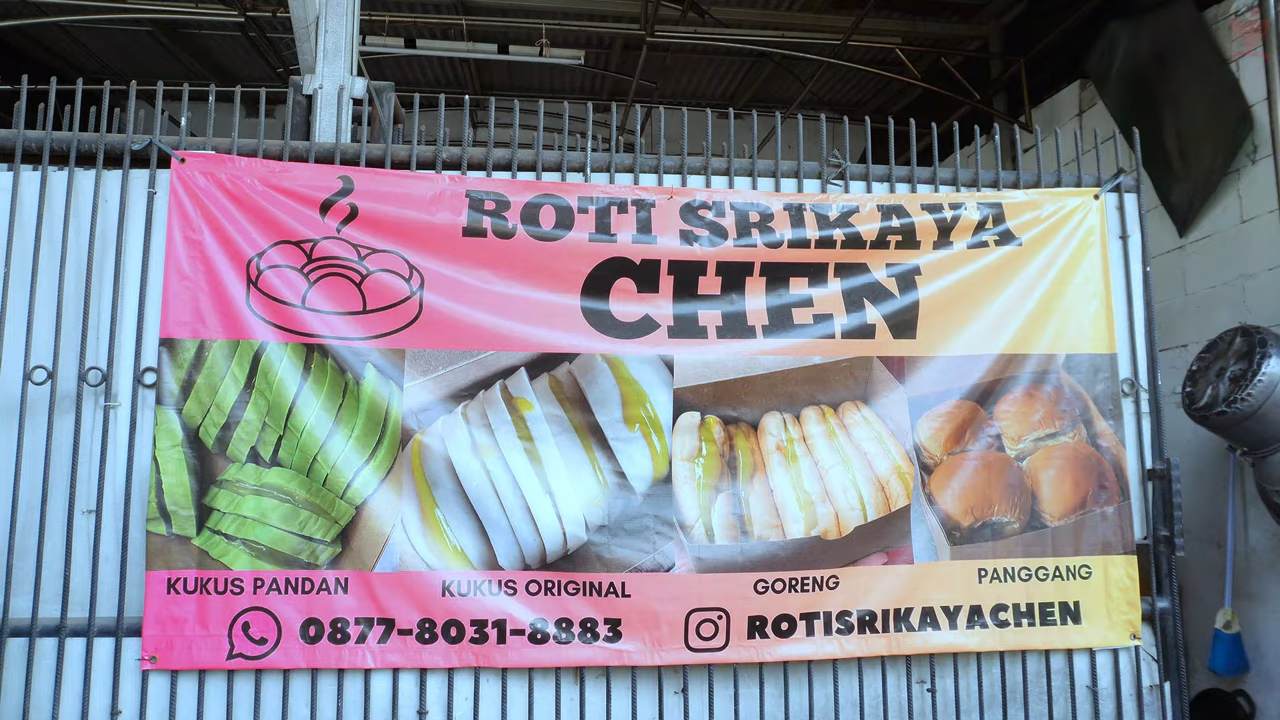 ROTI SRIKAYA
CHEN
KUKUS PANDAN
KUKUS ORIGINAL
GORENG
PANGGANG
0877-8031-8883
ROTISRIKAYACHEN